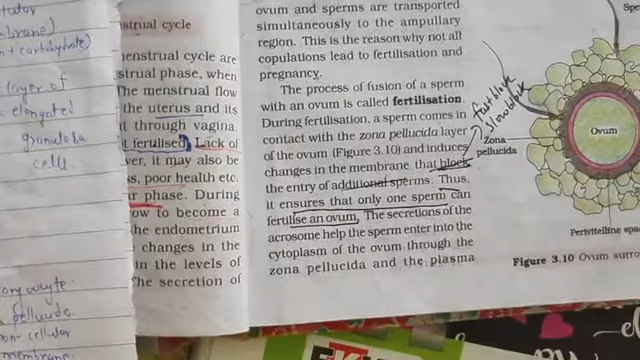 membrane)
n + carbohydrate)
layer of
elongated
granulosa
cells
pellucida
non-cellular
membrane
strual cycle
menstrual cycle are
strual phase, when
The menstrual flow
the uterus and its
t through vagina.
t fertilised. Lack of
ver, it may also be
ss, poor health etc.
ar phase. During
row to become a
he endometrium
changes in the
in the levels of
The secretion of
ovum and sperms are transported
simultaneously to the ampullary
region. This is the reason why not all
copulations lead to fertilisation and
pregnancy.
The process of fusion of a sperm
with an ovum is called fertilisation.
During fertilisation, a sperm comes in
contact with the zona pellucida layer
of the ovum (Figure 3.10) and induces
changes in the membrane that block
the entry of additional sperms. Thus,
it ensures that only one sperm can
fertilise an ovum. The secretions of the
acrosome help the sperm enter into the
cytoplasm of the ovum through the
zona pellucida and the plasma
fast block
slow block
Spe
Zona
pellucida
Ovum
Perivitelline spa
Figure 3.10 Ovum surro